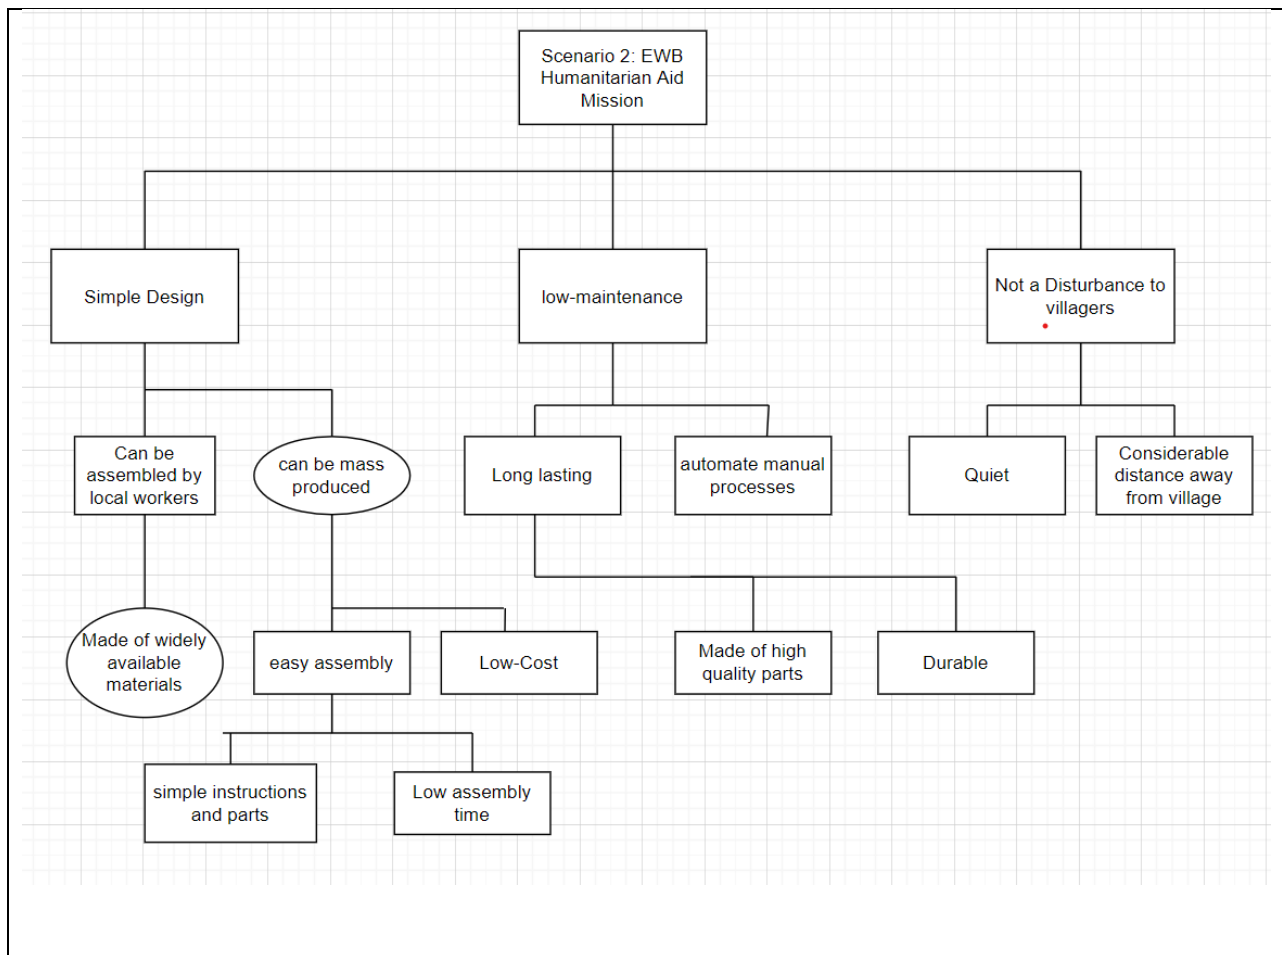 Scenario 2: EWB
Humanitarian Aid
Mission
Simple Design
low-maintenance
Not a Disturbance to
villagers
Can be
assembled by
local workers
can be mass
produced
Long lasting
automate manual
processes
Quiet
Considerable
distance away
from village
Made of widely
available
materials
easy assembly
Low-Cost
Made of high
quality parts
Durable
simple instructions
and parts
Low assembly
time